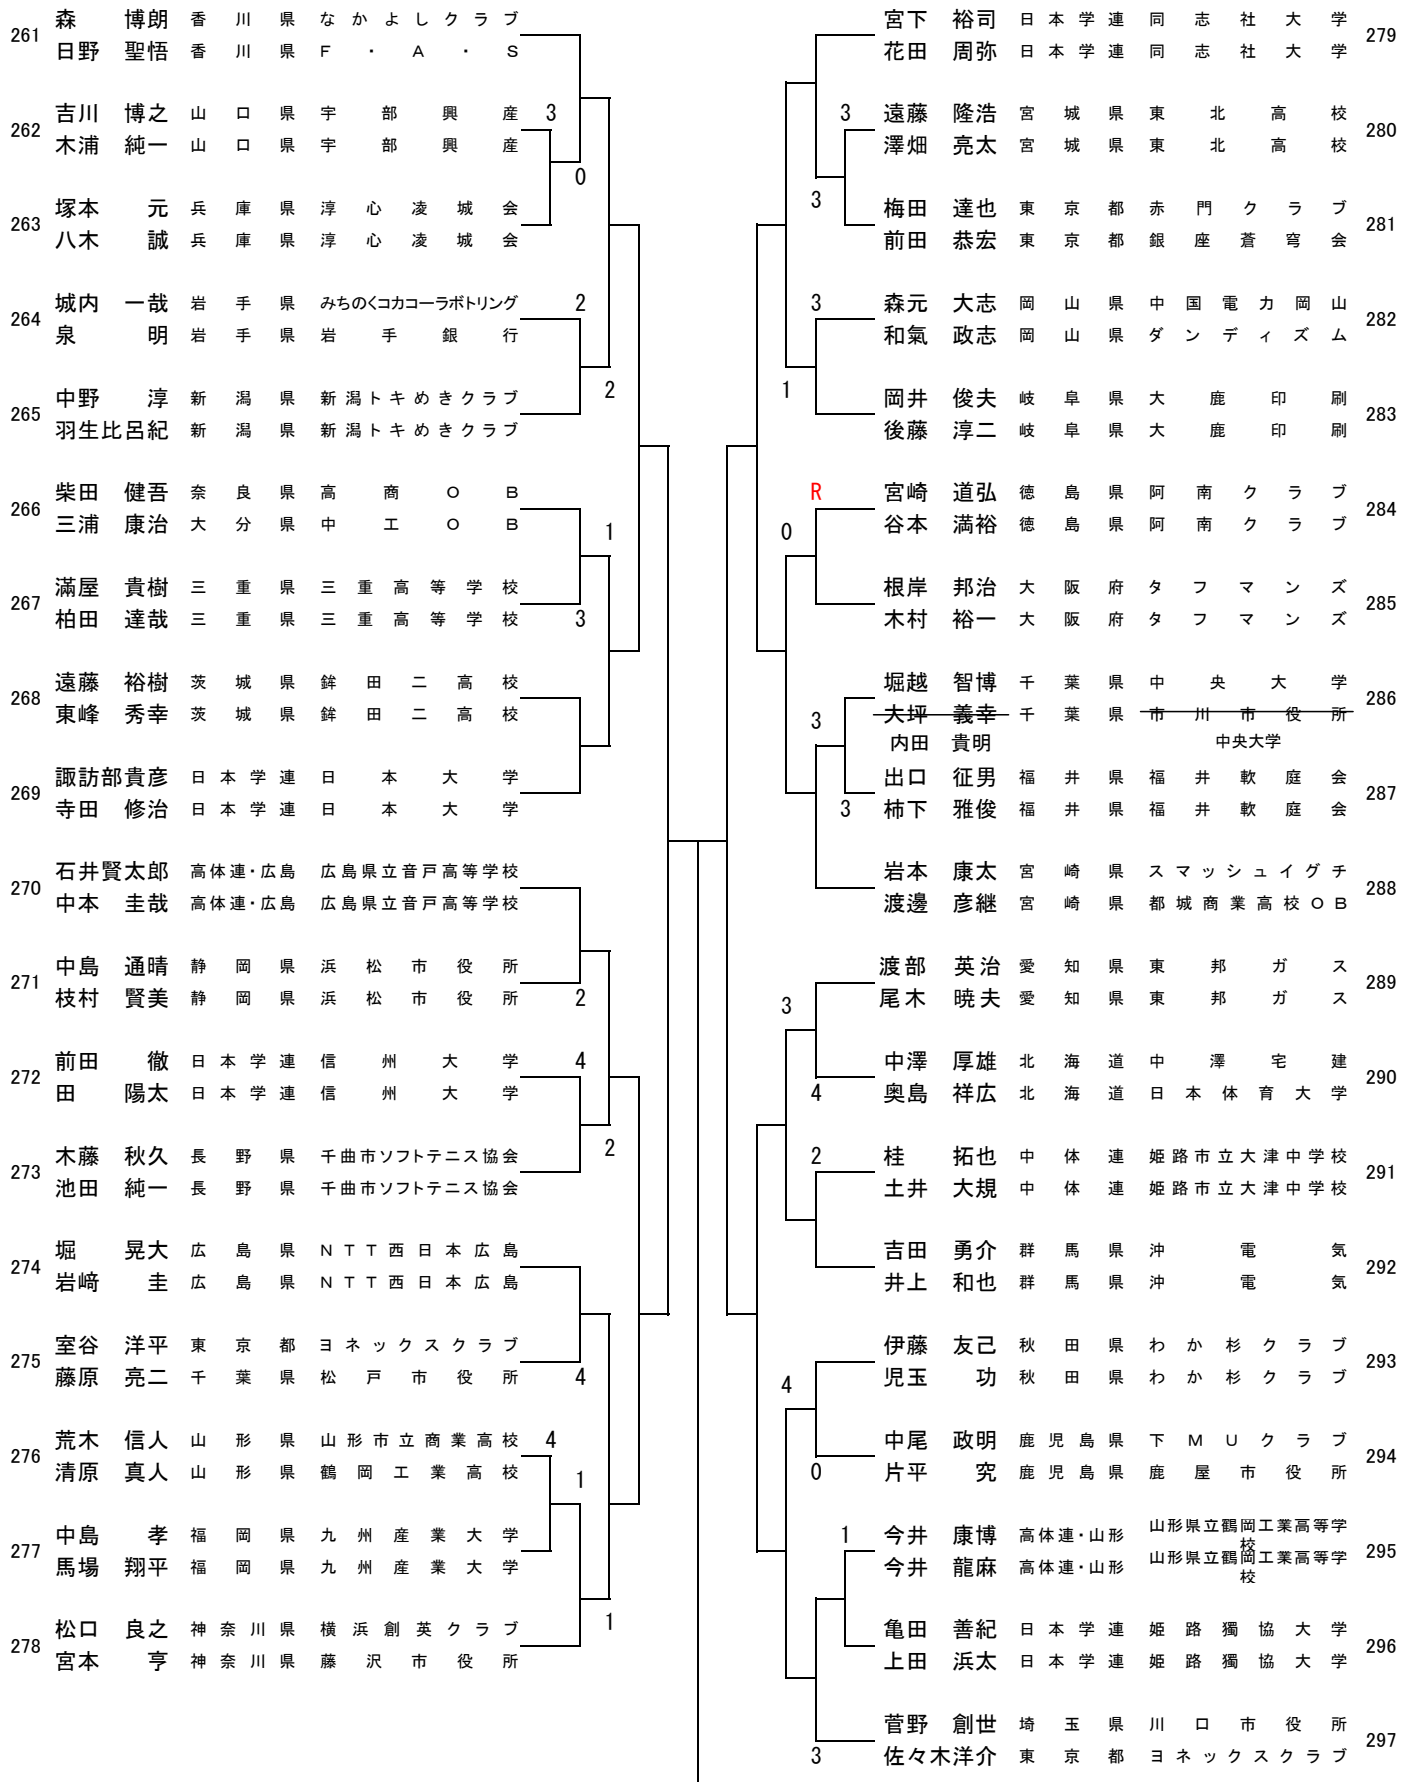 261
森 博朗 香川県 なかよしクラブ
日野 聖悟 香川県 F・A・S
262
吉川 博之 山口県 宇部興産
木浦 純一 山口県 宇部興産
3
0
263
塚本 元 兵庫県 淳心凌城会
八木 誠 兵庫県 淳心凌城会
264
城内 一哉 岩手県 みちのくコカコーラボトリング
泉 明 岩手県 岩手銀行
2
2
265
中野 淳 新潟県 新潟トキめきクラブ
羽生比呂紀 新潟県 新潟トキめきクラブ
266
柴田 健吾 奈良県 高商OB
三浦 康治 大分県 中工OB
1
267
滿屋 貴樹 三重県 三重高等学校
柏田 達哉 三重県 三重高等学校
3
268
遠藤 裕樹 茨城県 鉾田二高校
東峰 秀幸 茨城県 鉾田二高校
269
諏訪部貴彦 日本学連 日本大学
寺田 修治 日本学連 日本大学
270
石井賢太郎 高体連・広島 広島県立音戸高等学校
中本 圭哉 高体連・広島 広島県立音戸高等学校
271
中島 通晴 静岡県 浜松市役所
枝村 賢美 静岡県 浜松市役所
2
272
前田 徹 日本学連 信州大学
田 陽太 日本学連 信州大学
4
2
273
木藤 秋久 長野県 千曲市ソフトテニス協会
池田 純一 長野県 千曲市ソフトテニス協会
274
堀 晃大 広島県 NTT西日本広島
岩﨑 圭 広島県 NTT西日本広島
275
室谷 洋平 東京都 ヨネックスクラブ
藤原 亮二 千葉県 松戸市役所
4
276
荒木 信人 山形県 山形市立商業高校
清原 真人 山形県 鶴岡工業高校
4
1
277
中島 孝 福岡県 九州産業大学
馬場 翔平 福岡県 九州産業大学
278
松口 良之 神奈川県 横浜創英クラブ
宮本 亨 神奈川県 藤沢市役所
1
宮下 裕司 日本学連 同志社大学
花田 周弥 日本学連 同志社大学
279
3
遠藤 隆浩 宮城県 東北高校
澤畑 亮太 宮城県 東北高校
280
3
梅田 達也 東京都 赤門クラブ
前田 恭宏 東京都 銀座蒼穹会
281
3
森元 大志 岡山県 中国電力岡山
和氣 政志 岡山県 ダンディズム
282
1
岡井 俊夫 岐阜県 大鹿印刷
後藤 淳二 岐阜県 大鹿印刷
283
R
宮崎 道弘 徳島県 阿南クラブ
谷本 満裕 徳島県 阿南クラブ
284
0
根岸 邦治 大阪府 タフマンズ
木村 裕一 大阪府 タフマンズ
285
3
堀越 智博 千葉県 中央大学
大坪 義幸 千葉県 市川市役所
内田 貴明 中央大学
286
出口 征男 福井県 福井軟庭会
柿下 雅俊 福井県 福井軟庭会
287
3
岩本 康太 宮崎県 スマッシュイグチ
渡邊 彦継 宮崎県 都城商業高校OB
288
渡部 英治 愛知県 東邦ガス
尾木 暁夫 愛知県 東邦ガス
289
3
中澤 厚雄 北海道 中澤宅建
奥島 祥広 北海道 日本体育大学
290
4
2
桂 拓也 中体連 姫路市立大津中学校
土井 大規 中体連 姫路市立大津中学校
291
吉田 勇介 群馬県 沖電気
井上 和也 群馬県 沖電気
292
伊藤 友己 秋田県 わか杉クラブ
児玉 功 秋田県 わか杉クラブ
293
4
中尾 政明 鹿児島県 下MUクラブ
片平 究 鹿児島県 鹿屋市役所
294
0
1
今井 康博 高体連・山形 山形県立鶴岡工業高等学校
今井 龍麻 高体連・山形 山形県立鶴岡工業高等学校
295
亀田 善紀 日本学連 姫路獨協大学
上田 浜太 日本学連 姫路獨協大学
296
菅野 創世 埼玉県 川口市役所
佐々木洋介 東京都 ヨネックスクラブ
297
3